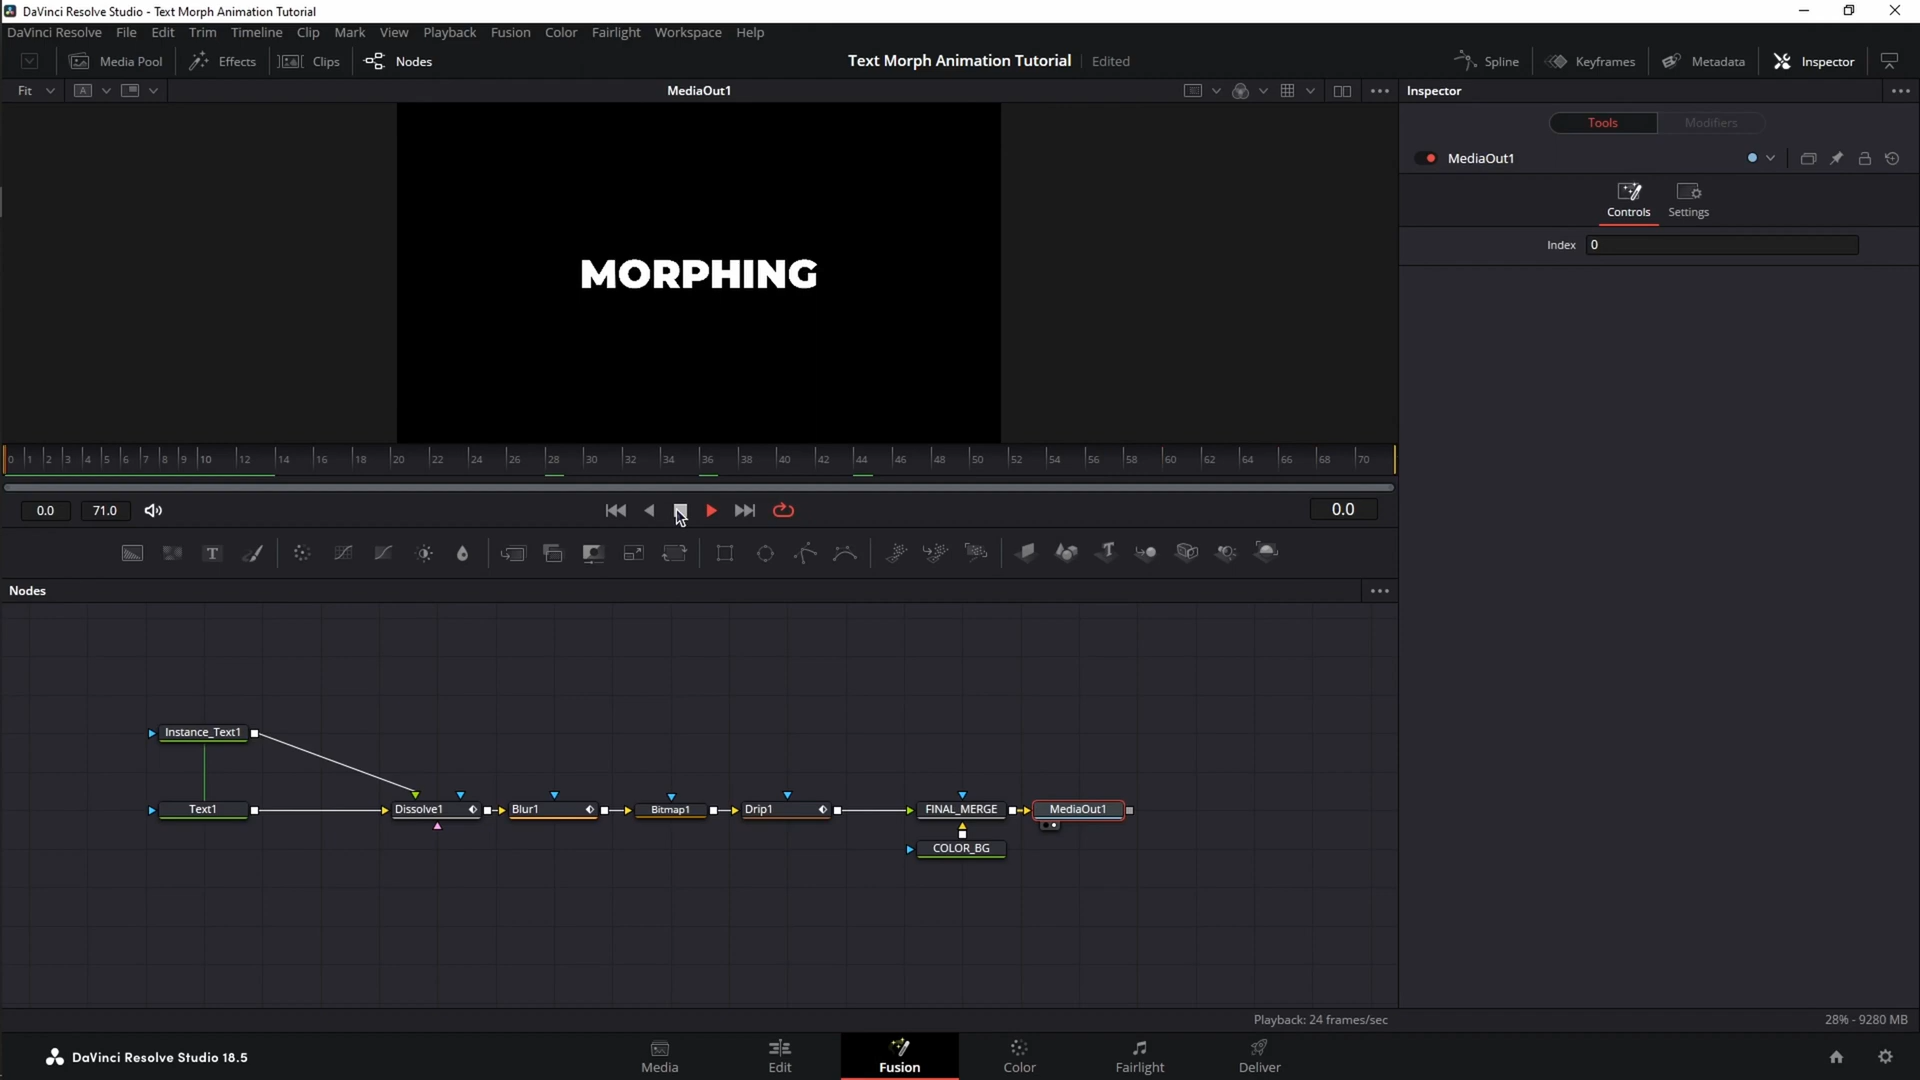 DaVinci Resolve Studio - Text Morph Animation Tutorial
DaVinci Resolve File Edit Trim Timeline Clip Mark View Playback Fusion Color Fairlight Workspace Help
Media Pool Effects Clips Nodes Text Morph Animation Tutorial Edited Spline Keyframes Metadata Inspector
Fit A MediaOut1 Inspector
Tools Modifiers
MediaOut1
Controls Settings
Index 0
MORPHING
0 1 2 3 4 5 6 7 8 9 10 12 14 16 18 20 22 24 26 28 30 32 34 36 38 40 42 44 46 48 50 52 54 56 58 60 62 64 66 68 70
0.0 71.0 0.0
T
Nodes
Instance_Text1
Text1 Dissolve1 Blur1 Bitmap1 Drip1 FINAL_MERGE MediaOut1
COLOR_BG
Playback: 24 frames/sec 28% - 9280 MB
DaVinci Resolve Studio 18.5 Media Edit Fusion Color Fairlight Deliver